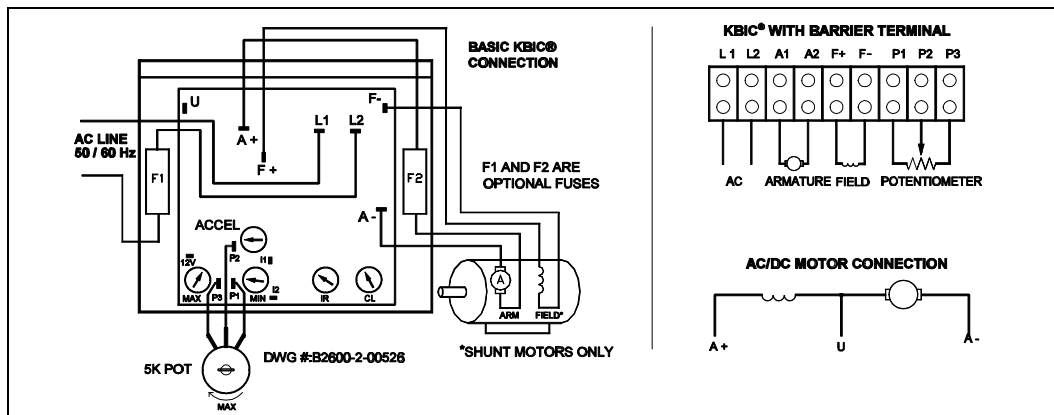 BASIC KBIC®
CONNECTION
U
F-
A +
F +
L1
L2
AC LINE
50 / 60 Hz
F1
F2
F1 AND F2 ARE
OPTIONAL FUSES
A -
ACCEL
P2
I1
12V
MAX
P3
P1
MIN
I2
IR
CL
A
ARM
FIELD*
*SHUNT MOTORS ONLY
DWG #:B2600-2-00526
5K POT
MAX
KBIC® WITH BARRIER TERMINAL
L 1 L2 A1 A2 F+ F- P1 P2 P3
AC ARMATURE FIELD POTENTIOMETER
AC/DC MOTOR CONNECTION
A + U A -